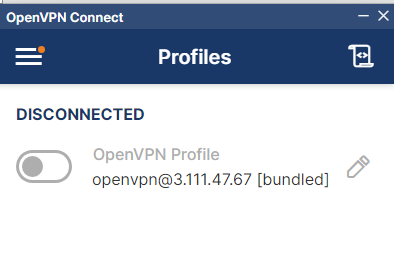 OpenVPN Connect
Profiles
DISCONNECTED
OpenVPN Profile
openvpn@3.111.47.67 [bundled]